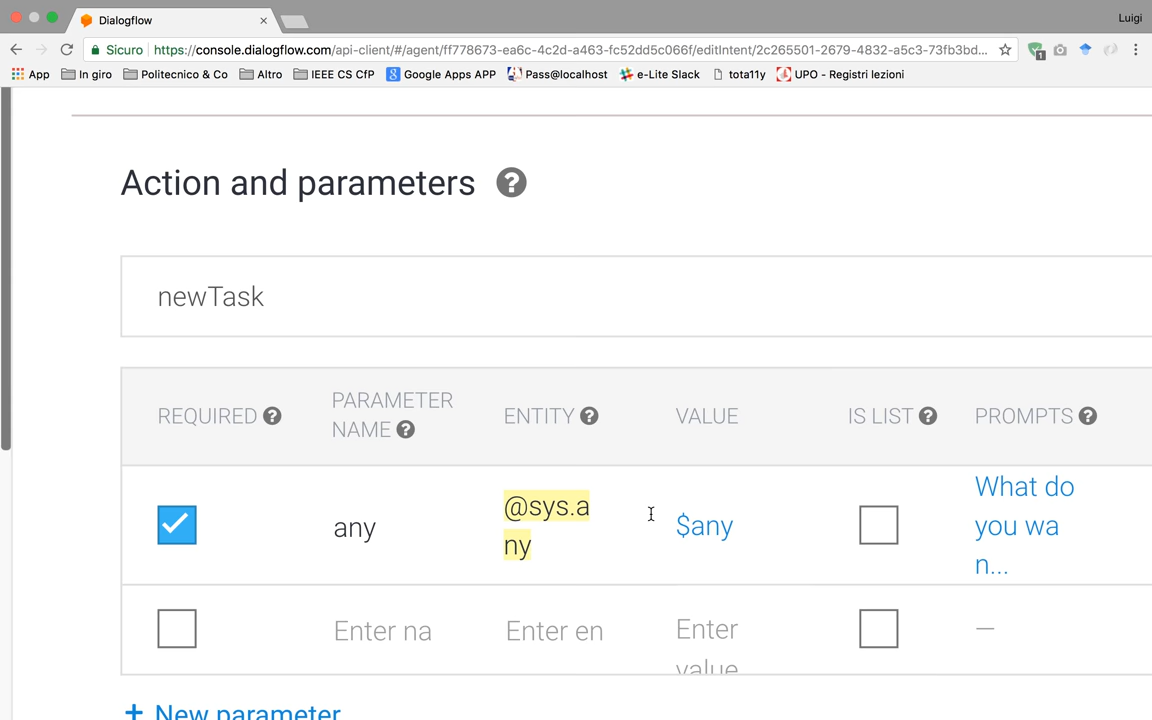 Dialogflow
Luigi
Sicuro https://console.dialogflow.com/api-client/#/agent/ff778673-ea6c-4c2d-a463-fc52dd5c066f/editIntent/2c265501-2679-4832-a5c3-73fb3bd...
App In giro Politecnico & Co Altro IEEE CS CfP Google Apps APP Pass@localhost e-Lite Slack tota11y UPO - Registri lezioni
Action and parameters ?
newTask
REQUIRED ? PARAMETER NAME ? ENTITY ? VALUE IS LIST ? PROMPTS ?
any @sys.a
ny $any What do
you wa
n...
Enter na Enter en Enter
value —
+ New parameter